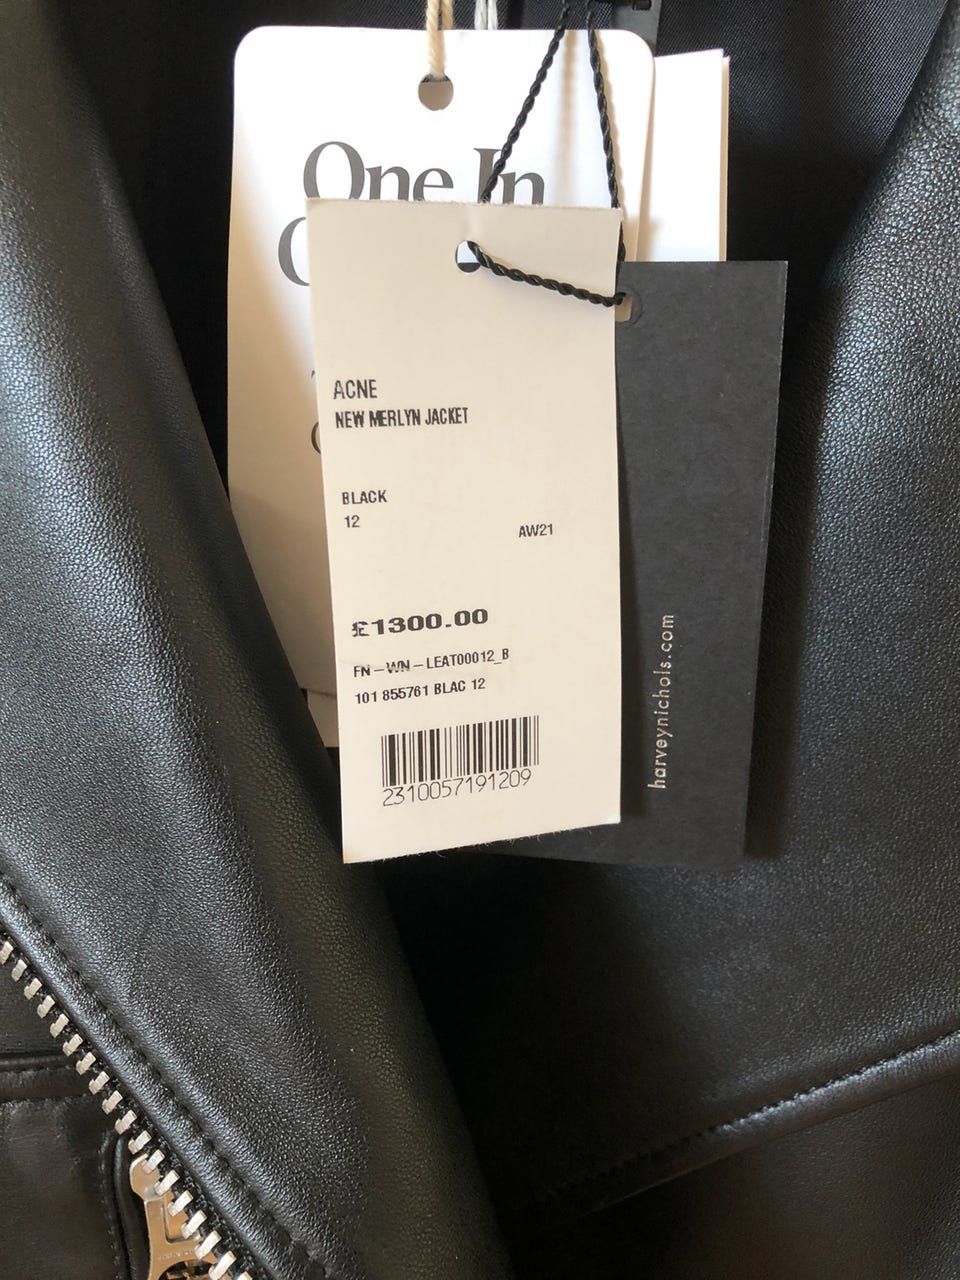 One In
ACNE
NEW MERLYN JACKET
BLACK
12
AW21
£1300.00
FN-WN-LEAT00012_B
101 855761 BLAC 12
2310057191209
harveynichols.com